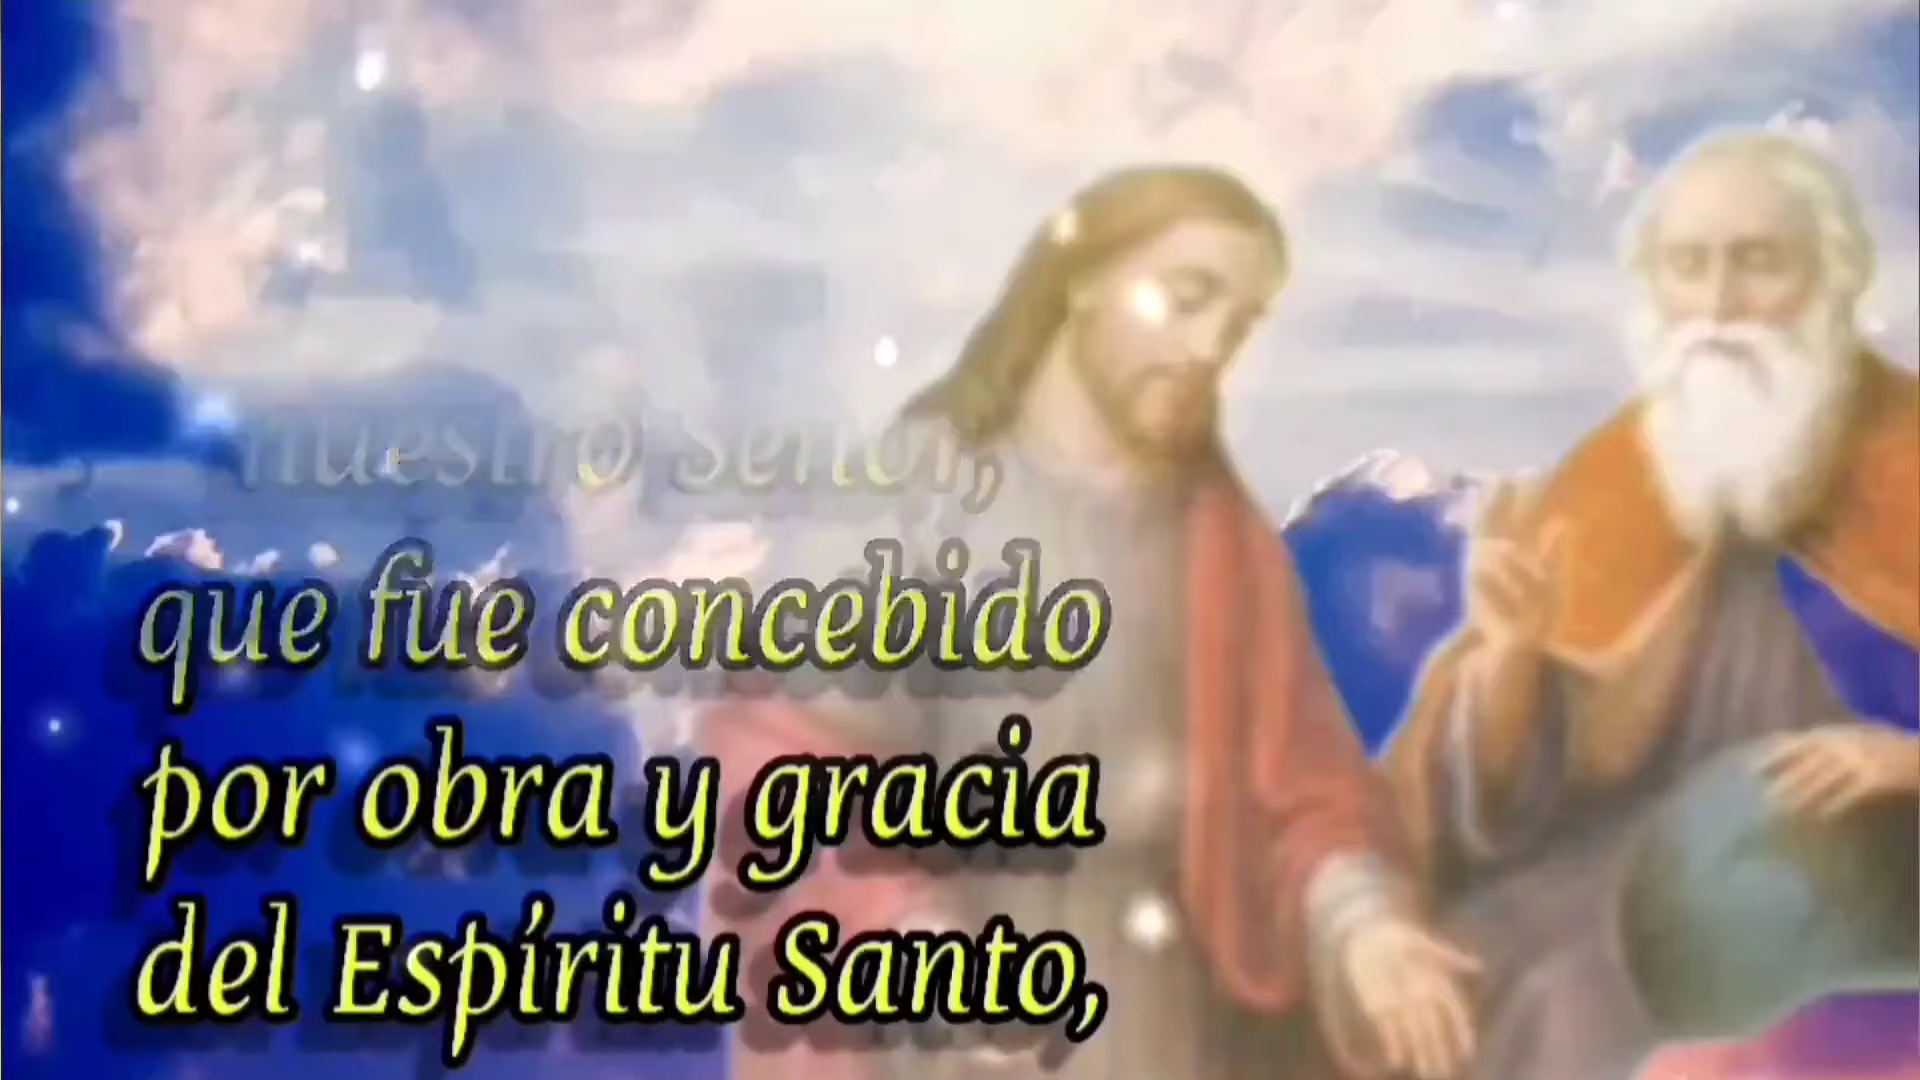 nuestro Señor,
que fue concebido
por obra y gracia
del Espíritu Santo,